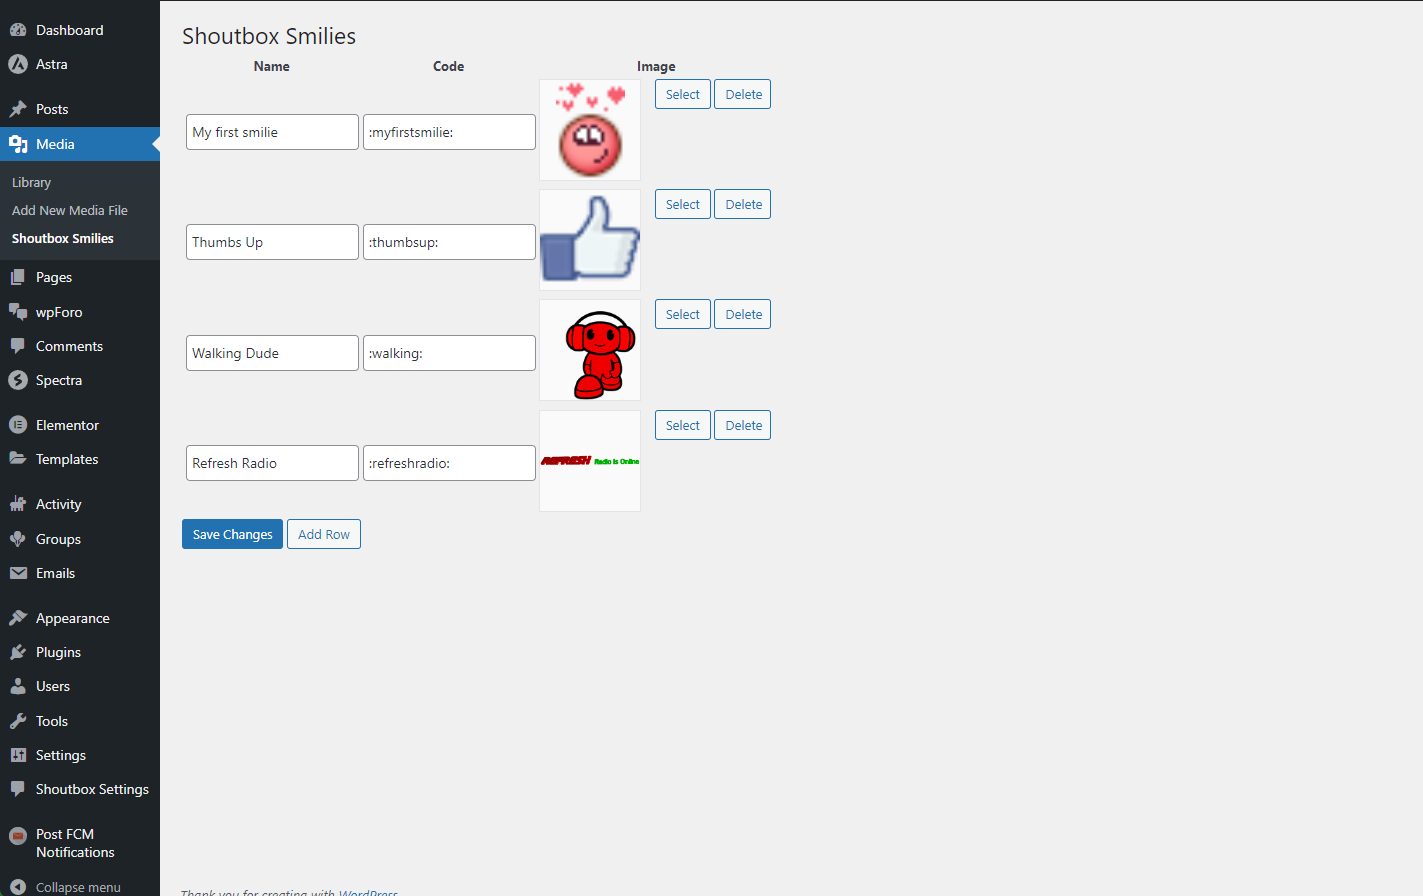 Dashboard
Astra
Posts
Media
Library
Add New Media File
Shoutbox Smilies
Pages
wpForo
Comments
Spectra
Elementor
Templates
Activity
Groups
Emails
Appearance
Plugins
Users
Tools
Settings
Shoutbox Settings
Post FCM
Notifications
Collapse menu
Shoutbox Smilies
Name Code Image
My first smilie :myfirstsmilie: Select Delete
Thumbs Up :thumbsup: Select Delete
Walking Dude :walking: Select Delete
Refresh Radio :refreshradio: REFRESH Radio is Online Select Delete
Save Changes Add Row
Thank you for creating with WordPress